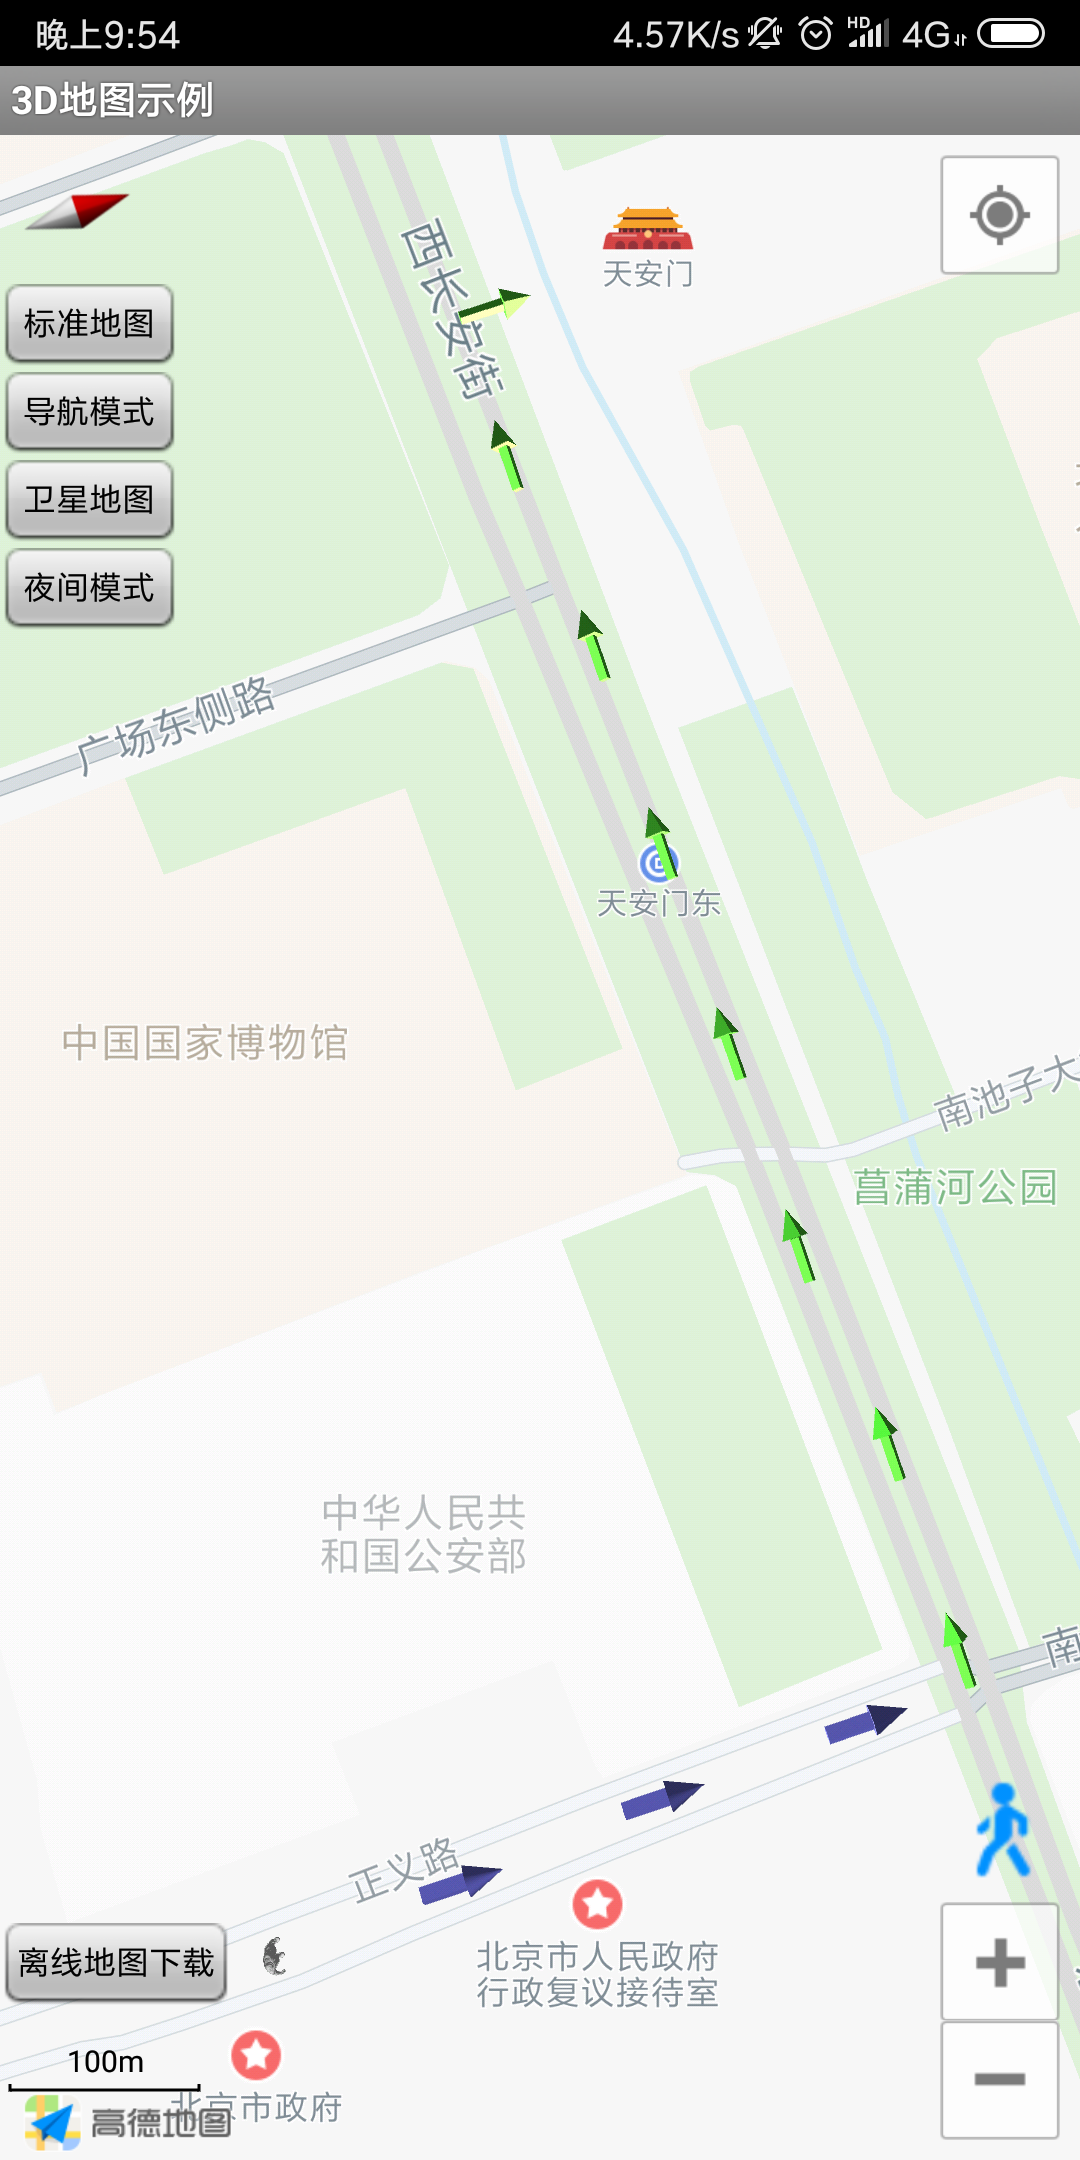 晚上9:54
4.57K/s
HD
4G
3D地图示例
西长安街
天安门
标准地图
导航模式
卫星地图
夜间模式
广场东侧路
天安门东
中国国家博物馆
南池子大
菖蒲河公园
中华人民共
和国公安部
南
正义路
北京市人民政府
行政复议接待室
离线地图下载
100m
北京市政府
高德地图